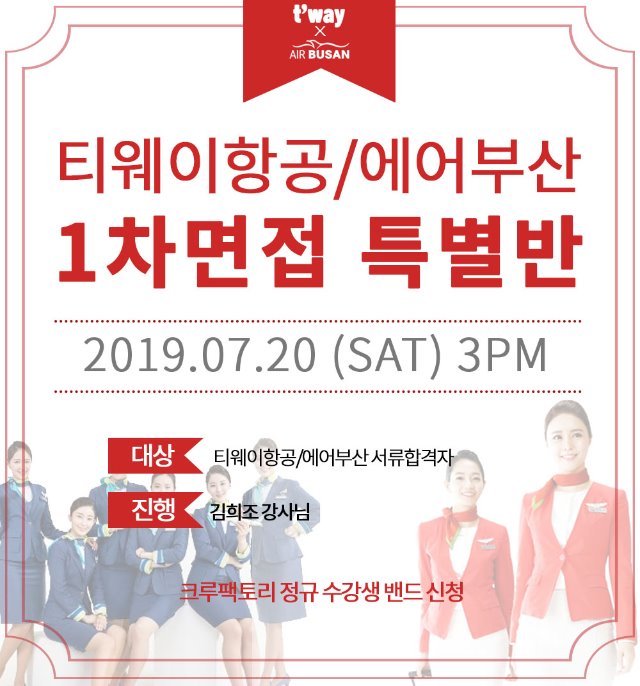 t'way
×
AIR BUSAN
티웨이항공/에어부산
1차면접 특별반
2019.07.20 (SAT) 3PM
대상 티웨이항공/에어부산 서류합격자
진행 김희조 강사님
크루팩토리 정규 수강생 밴드 신청